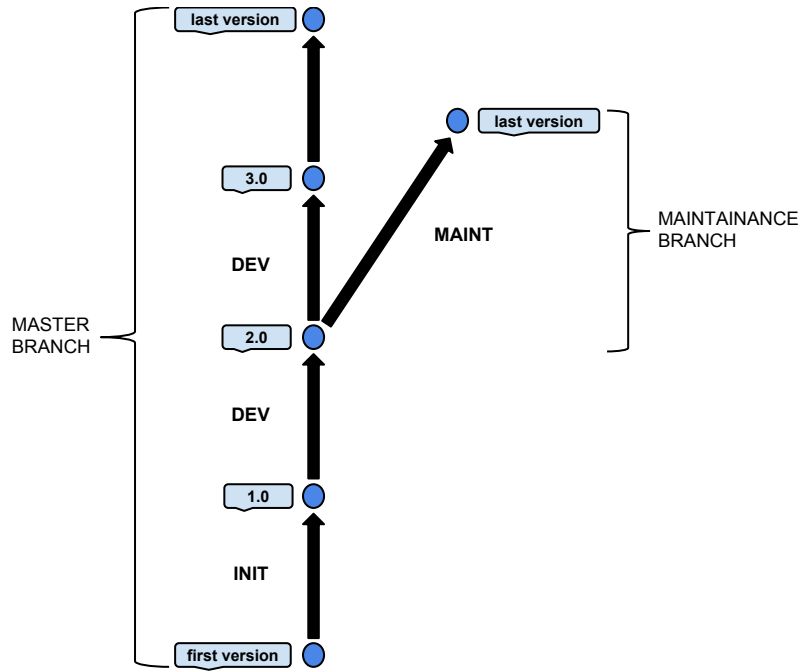 last version
last version
3.0
MAINT
MAINTAINANCE
BRANCH
DEV
MASTER
BRANCH
2.0
DEV
1.0
INIT
first version